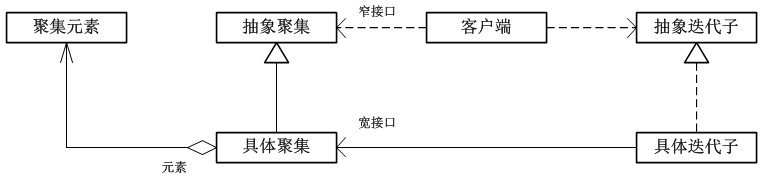 窄接口
聚集元素
抽象聚集
客户端
抽象迭代子
宽接口
具体聚集
具体迭代子
元素